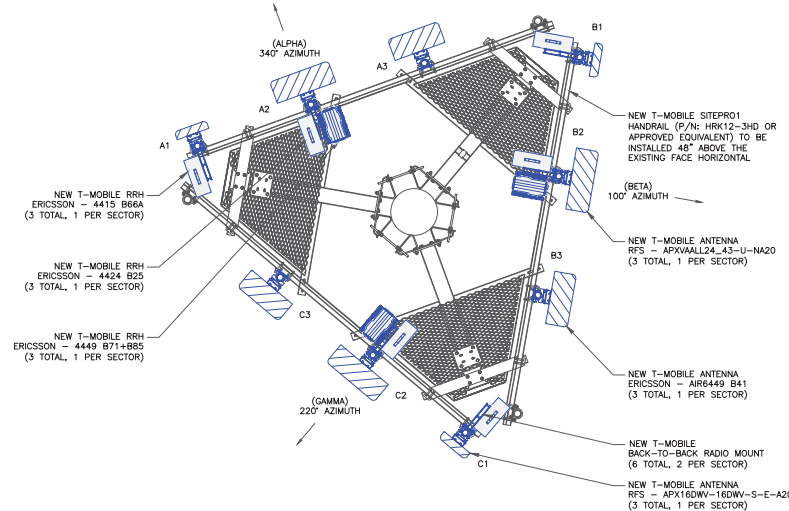 B1
(ALPHA)
340° AZIMUTH
A3
A2
A1
NEW T-MOBILE SITEPRO1
HANDRAIL (P/N: HRK12-3HD OR
APPROVED EQUIVALENT) TO BE
INSTALLED 48" ABOVE THE
EXISTING FACE HORIZONTAL
B2
(BETA)
100° AZIMUTH
NEW T-MOBILE RRH
ERICSSON - 4415 B66A
(3 TOTAL, 1 PER SECTOR)
NEW T-MOBILE ANTENNA
RFS - APXVAALL24_43-U-NA20
(3 TOTAL, 1 PER SECTOR)
B3
NEW T-MOBILE RRH
ERICSSON - 4424 B25
(3 TOTAL, 1 PER SECTOR)
C3
NEW T-MOBILE RRH
ERICSSON - 4449 B71+B85
(3 TOTAL, 1 PER SECTOR)
NEW T-MOBILE ANTENNA
ERICSSON - AIR6449 B41
(3 TOTAL, 1 PER SECTOR)
C2
(GAMMA)
220° AZIMUTH
NEW T-MOBILE
BACK-TO-BACK RADIO MOUNT
(6 TOTAL, 2 PER SECTOR)
C1
NEW T-MOBILE ANTENNA
RFS - APX16DWV-16DWV-S-E-A20
(3 TOTAL, 1 PER SECTOR)